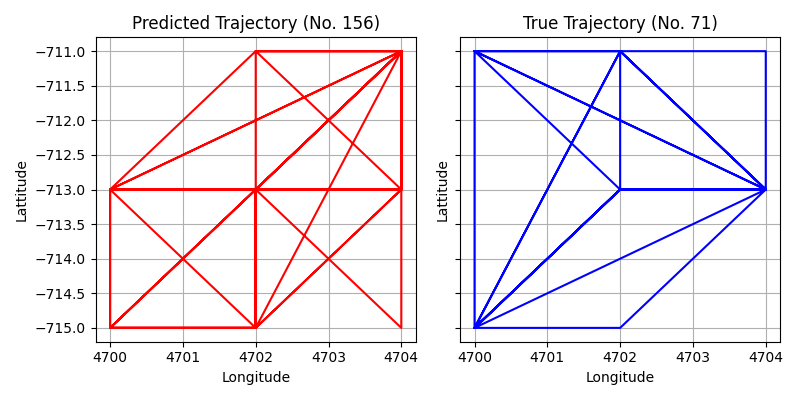 Predicted Trajectory (No. 156)
True Trajectory (No. 71)
Lattitude
−711.0
−711.5
−712.0
−712.5
−713.0
−713.5
−714.0
−714.5
−715.0
4700 4701 4702 4703 4704
Longitude
Lattitude
4700 4701 4702 4703 4704
Longitude